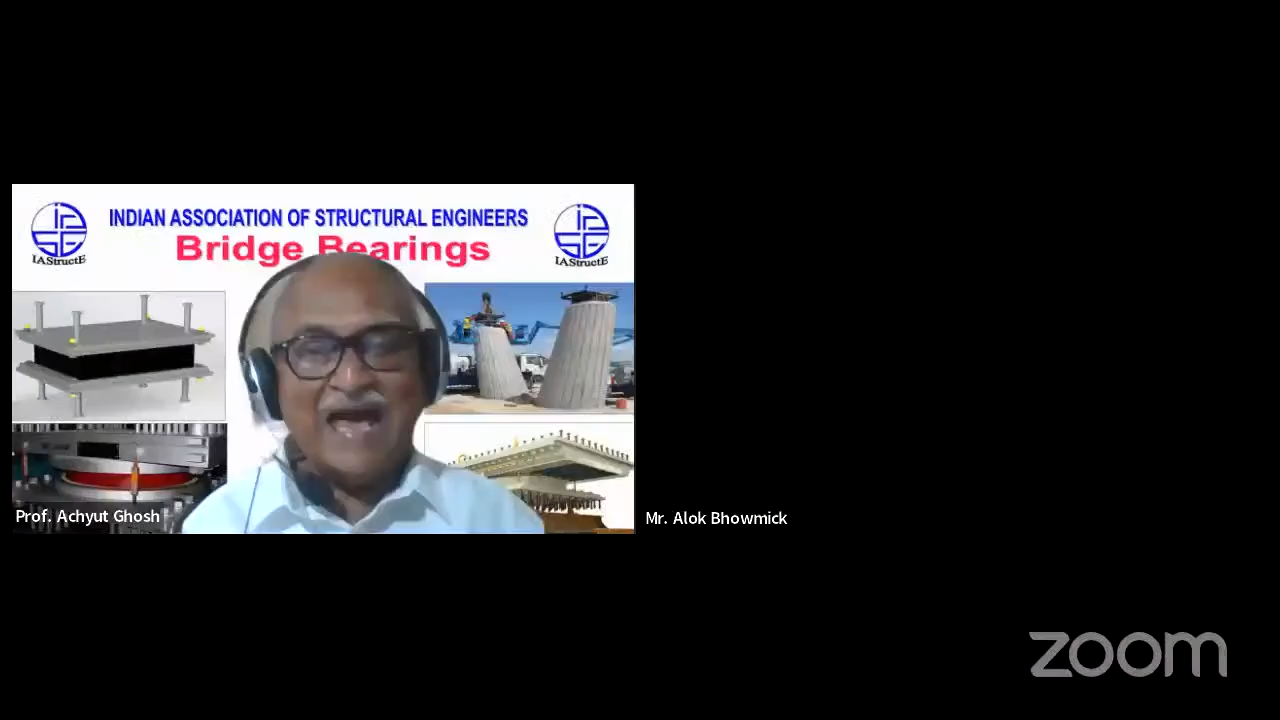 INDIAN ASSOCIATION OF STRUCTURAL ENGINEERS
Bridge Bearings
IAStructE
IAStructE
Prof. Achyut Ghosh
Mr. Alok Bhowmick
zoom